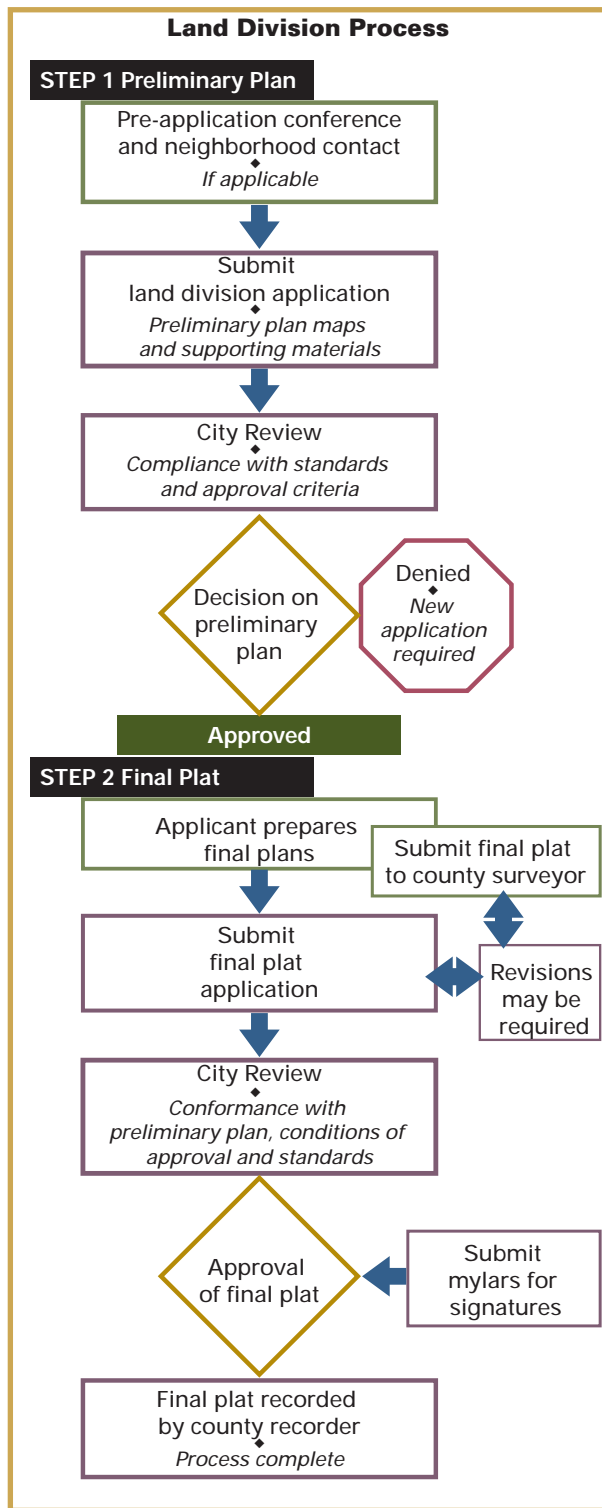 Land Division Process
STEP 1 Preliminary Plan
Pre-application conference
and neighborhood contact
If applicable
Submit
land division application
Preliminary plan maps
and supporting materials
City Review
Compliance with standards
and approval criteria
Decision on
preliminary
plan
Denied
New
application
required
Approved
STEP 2 Final Plat
Applicant prepares
final plans
Submit final plat
to county surveyor
Submit
final plat
application
Revisions
may be
required
City Review
Conformance with
preliminary plan, conditions of
approval and standards
Approval
of final plat
Submit
mylars for
signatures
Final plat recorded
by county recorder
Process complete